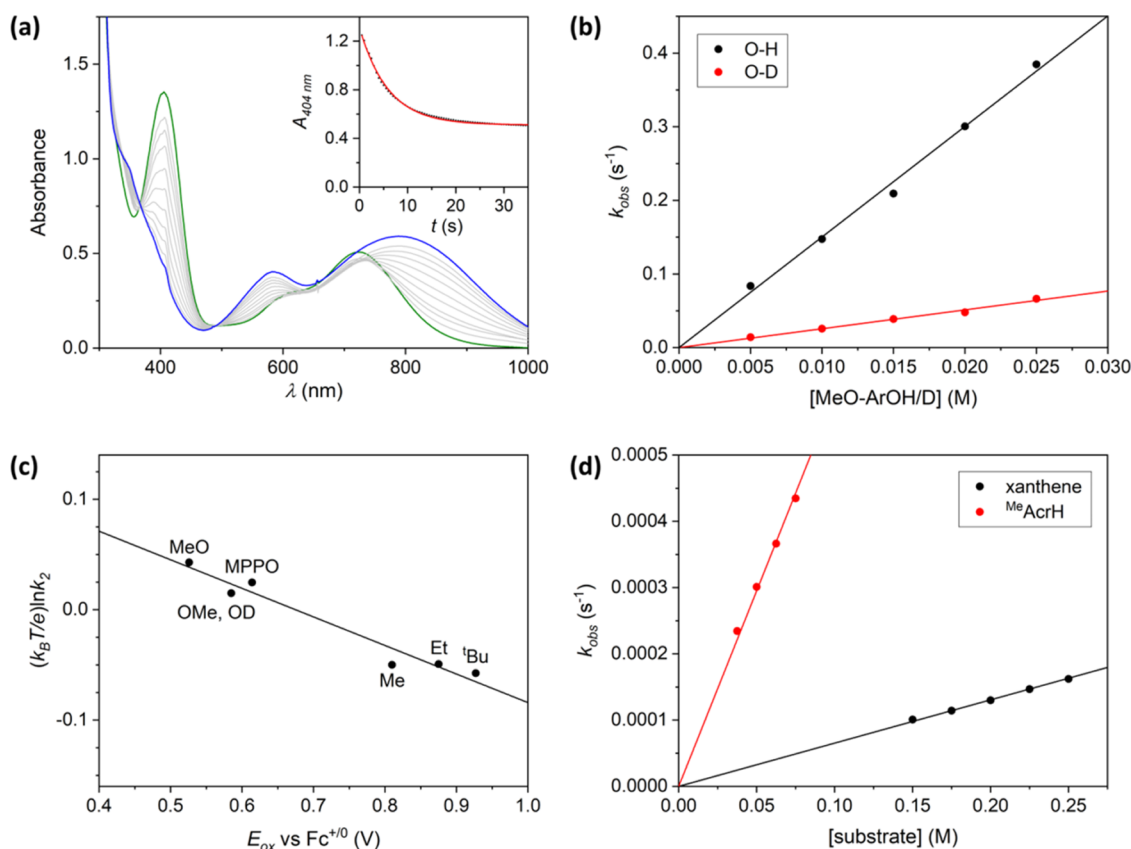 (a)
Absorbance
1.5
1.0
0.5
0.0
400
600
800
1000
λ (nm)
A404 nm
1.2
0.8
0.4
0.0
0
10
20
30
t (s)
(b)
kobs (s⁻¹)
0.4
0.3
0.2
0.1
0.0
0.000
0.005
0.010
0.015
0.020
0.025
0.030
[MeO-ArOH/D] (M)
O-H
O-D
(c)
(kBT/e)lnk2
0.1
0.0
-0.1
MeO
MPPO
OMe, OD
Me
Et
ᵗBu
0.4
0.5
0.6
0.7
0.8
0.9
1.0
Eox vs Fc⁺/⁰ (V)
(d)
kobs (s⁻¹)
0.0005
0.0004
0.0003
0.0002
0.0001
0.0000
xanthene
ᴹᵉAcrH
0.00
0.05
0.10
0.15
0.20
0.25
[substrate] (M)